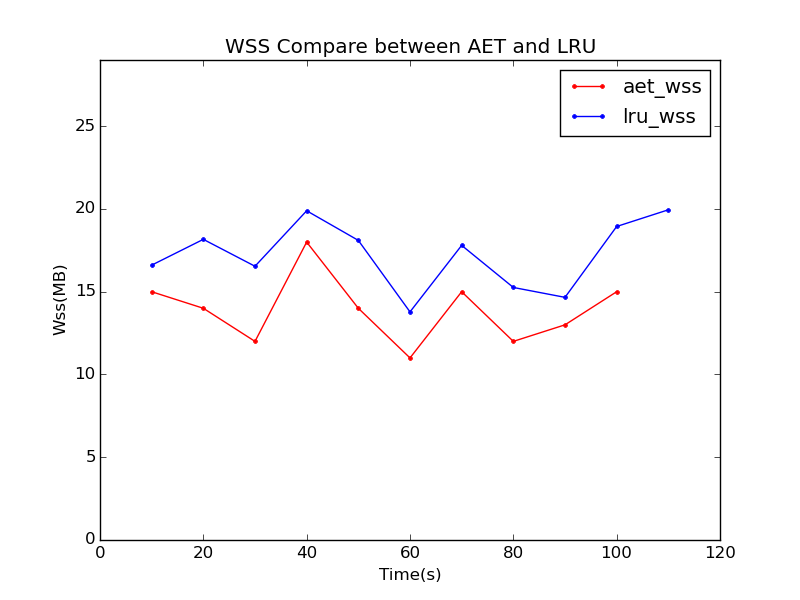 WSS Compare between AET and LRU
aet_wss
lru_wss
25
20
15
10
5
0
Wss(MB)
0 20 40 60 80 100 120
Time(s)